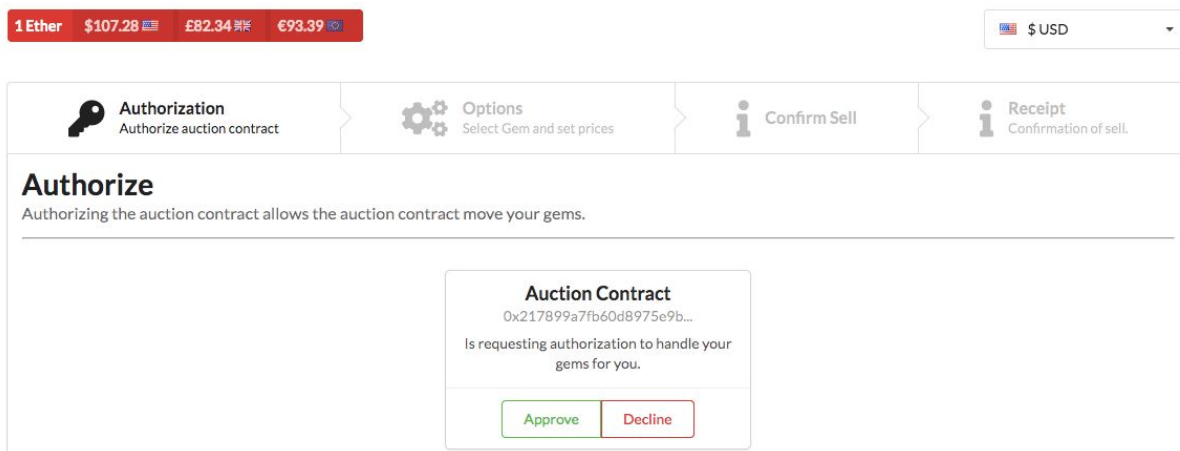 1 Ether $107.28 £82.34 €93.39
$ USD
Authorization
Authorize auction contract
Options
Select Gem and set prices
Confirm Sell
Receipt
Confirmation of sell.
Authorize
Authorizing the auction contract allows the auction contract move your gems.
Auction Contract
0x217899a7fb60d8975e9b...
Is requesting authorization to handle your
gems for you.
Approve Decline